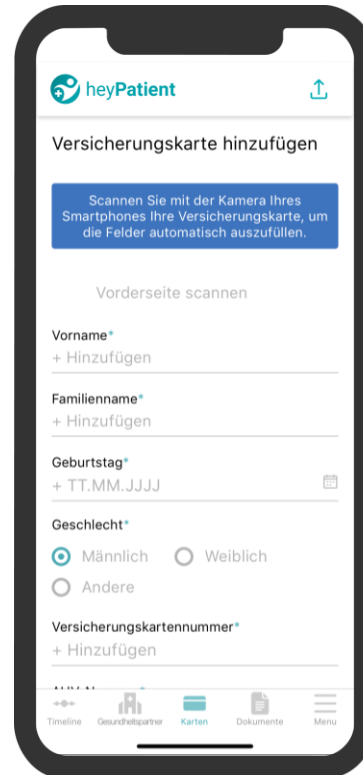 heyPatient
Versicherungskarte hinzufügen
Scannen Sie mit der Kamera Ihres
Smartphones Ihre Versicherungskarte, um
die Felder automatisch auszufüllen.
Vorderseite scannen
Vorname*
+ Hinzufügen
Familienname*
+ Hinzufügen
Geburtstag*
+ TT.MM.JJJJ
Geschlecht*
Männlich Weiblich
Andere
Versicherungskartennummer*
+ Hinzufügen
Timeline Gesundheitspartner Karten Dokumente Menu